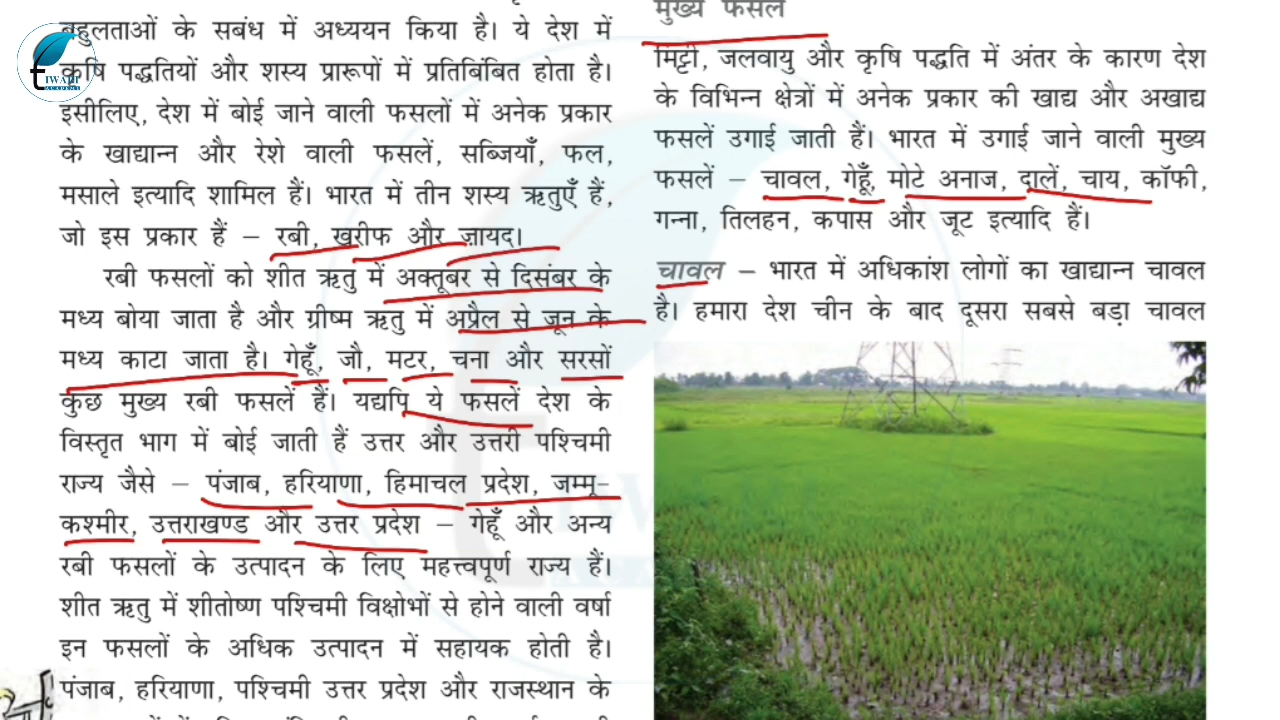 बहुलताओं के सबंध में अध्ययन किया है। ये देश में
कृषि पद्धतियों और शस्य प्रारूपों में प्रतिबिंबित होता है।
इसीलिए, देश में बोई जाने वाली फसलों में अनेक प्रकार
के खाद्यान्न और रेशे वाली फसलें, सब्जियाँ, फल,
मसाले इत्यादि शामिल हैं। भारत में तीन शस्य ऋतुएँ हैं,
जो इस प्रकार हैं – रबी, खरीफ और ज़ायद।
रबी फसलों को शीत ऋतु में अक्तूबर से दिसंबर के
मध्य बोया जाता है और ग्रीष्म ऋतु में अप्रैल से जून के
मध्य काटा जाता है। गेहूँ, जौ, मटर, चना और सरसों
कुछ मुख्य रबी फसलें हैं। यद्यपि ये फसलें देश के
विस्तृत भाग में बोई जाती हैं उत्तर और उत्तरी पश्चिमी
राज्य जैसे – पंजाब, हरियाणा, हिमाचल प्रदेश, जम्मू-
कश्मीर, उत्तराखण्ड और उत्तर प्रदेश – गेहूँ और अन्य
रबी फसलों के उत्पादन के लिए महत्त्वपूर्ण राज्य हैं।
शीत ऋतु में शीतोष्ण पश्चिमी विक्षोभों से होने वाली वर्षा
इन फसलों के अधिक उत्पादन में सहायक होती है।
पंजाब, हरियाणा, पश्चिमी उत्तर प्रदेश और राजस्थान के
मुख्य फसलें
मिट्टी, जलवायु और कृषि पद्धति में अंतर के कारण देश
के विभिन्न क्षेत्रों में अनेक प्रकार की खाद्य और अखाद्य
फसलें उगाई जाती हैं। भारत में उगाई जाने वाली मुख्य
फसलें – चावल, गेहूँ, मोटे अनाज, दालें, चाय, कॉफी,
गन्ना, तिलहन, कपास और जूट इत्यादि हैं।
चावल – भारत में अधिकांश लोगों का खाद्यान्न चावल
है। हमारा देश चीन के बाद दूसरा सबसे बड़ा चावल
TIWARI
ACADEMY